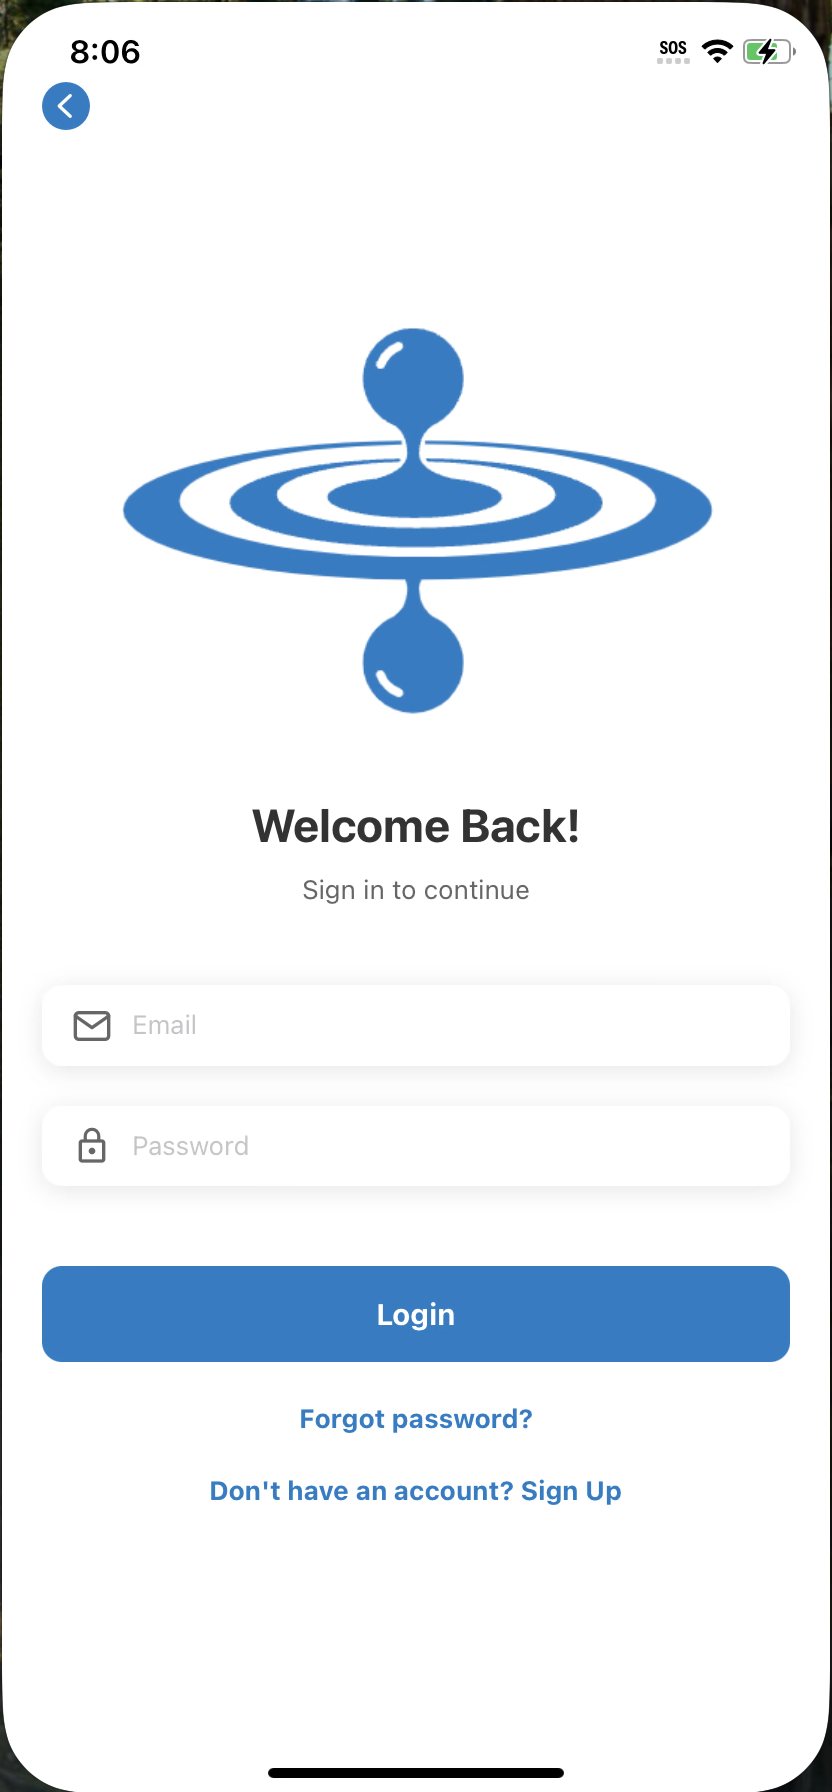 8:06
SOS
Welcome Back!
Sign in to continue
Email
Password
Login
Forgot password?
Don't have an account? Sign Up